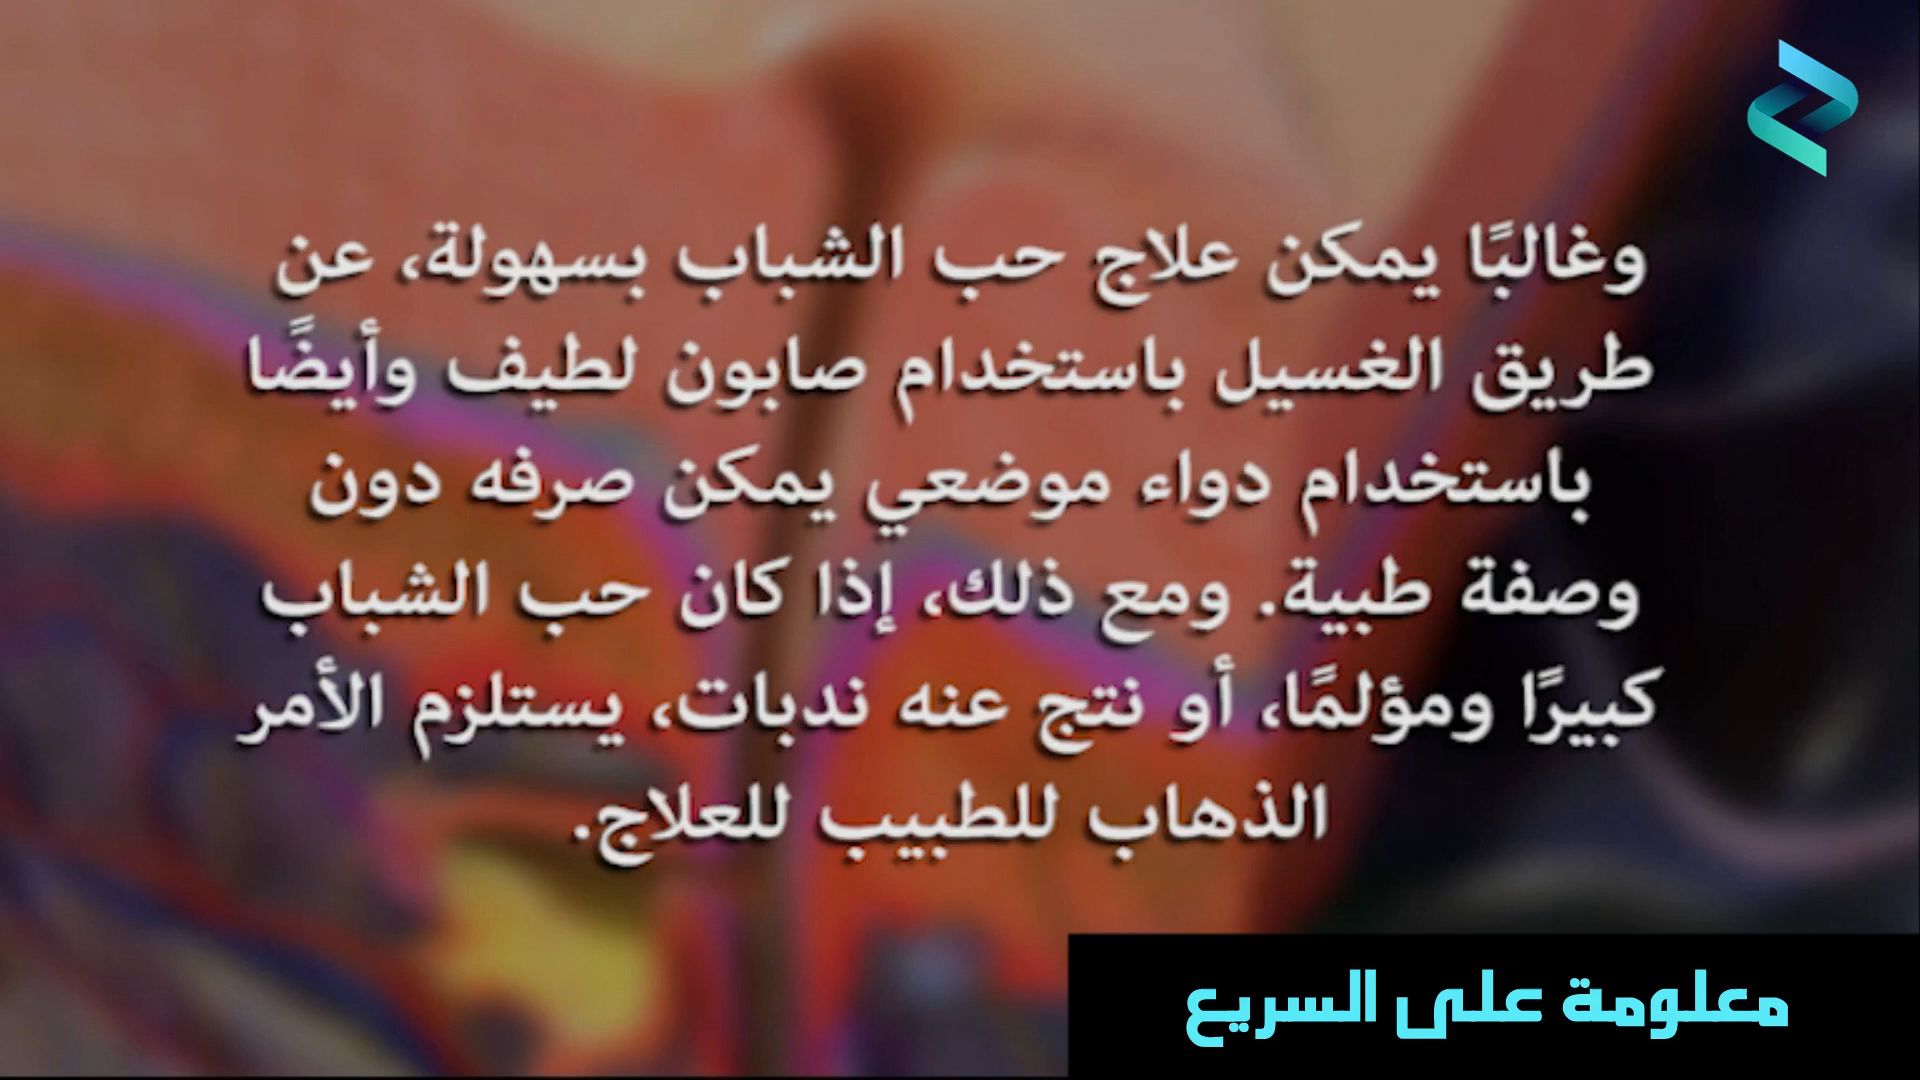 وغالبًا يمكن علاج حب الشباب بسهولة، عن
طريق الغسيل باستخدام صابون لطيف وأيضًا
باستخدام دواء موضعي يمكن صرفه دون
وصفة طبية. ومع ذلك، إذا كان حب الشباب
كبيرًا ومؤلمًا، أو نتج عنه ندبات، يستلزم الأمر
الذهاب للطبيب للعلاج.
معلومة على السريع